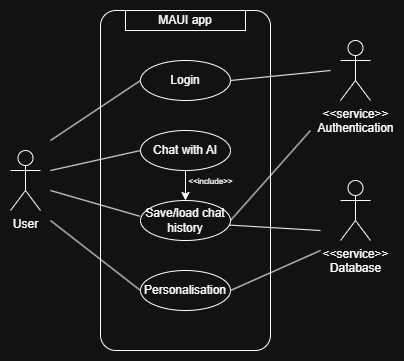 MAUI app
Login
<<service>>
Authentication
Chat with AI
<<include>>
User
Save/load chat
history
<<service>>
Database
Personalisation